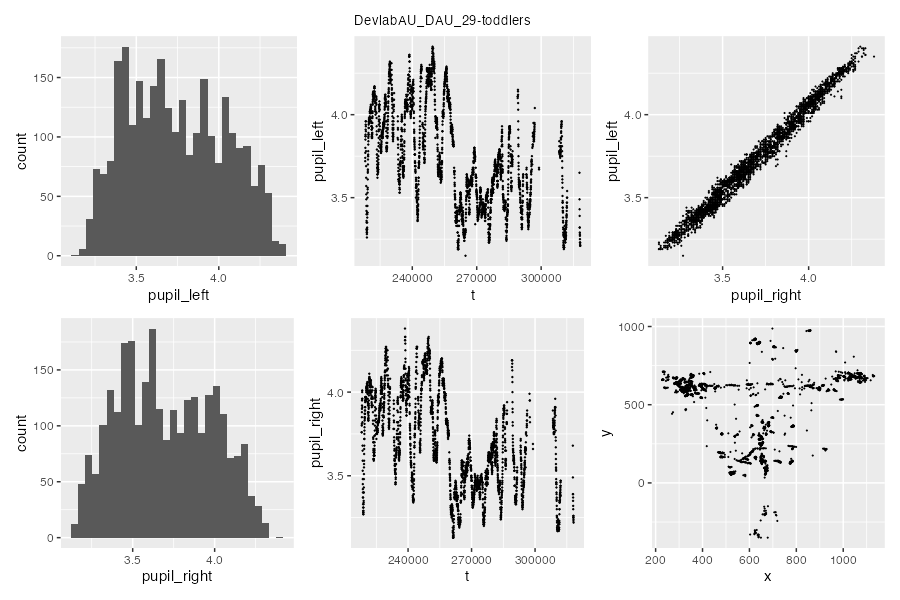 DevlabAU_DAU_29-toddlers
count
150
100
50
0
3.5
4.0
pupil_left
pupil_left
4.0
3.5
240000
270000
300000
t
pupil_left
4.0
3.5
3.5
4.0
pupil_right
count
150
100
50
0
3.5
4.0
pupil_right
pupil_right
4.0
3.5
240000
270000
300000
t
y
1000
500
0
200
400
600
800
1000
x